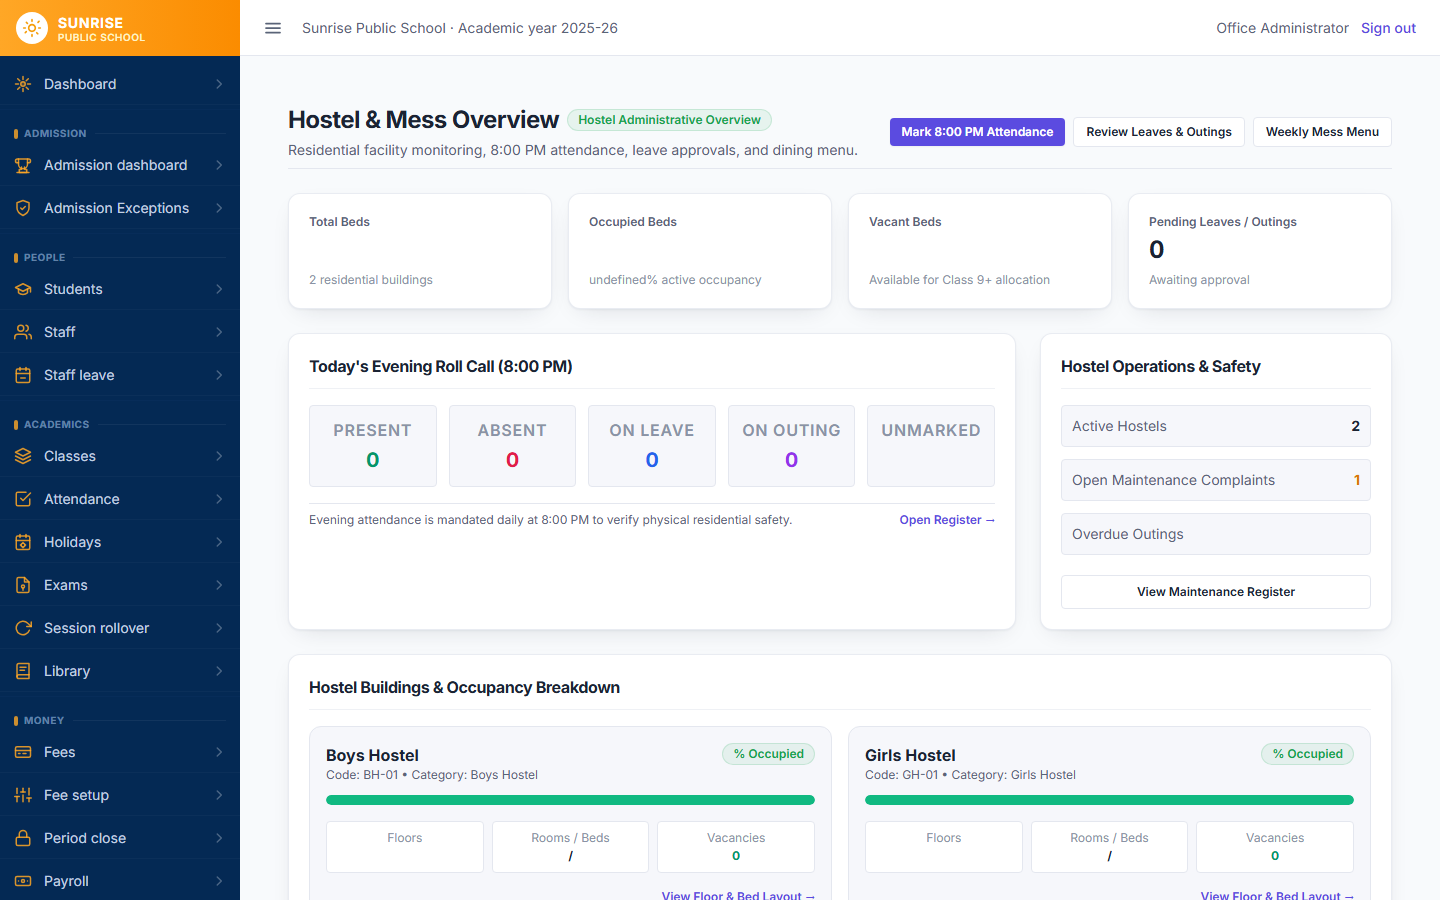 SUNRISE
PUBLIC SCHOOL
Sunrise Public School · Academic year 2025-26
Office Administrator
Sign out
Dashboard
ADMISSION
Admission dashboard
Admission Exceptions
PEOPLE
Students
Staff
Staff leave
ACADEMICS
Classes
Attendance
Holidays
Exams
Session rollover
Library
MONEY
Fees
Fee setup
Period close
Payroll
Hostel & Mess Overview
Hostel Administrative Overview
Residential facility monitoring, 8:00 PM attendance, leave approvals, and dining menu.
Mark 8:00 PM Attendance
Review Leaves & Outings
Weekly Mess Menu
Total Beds
2 residential buildings
Occupied Beds
undefined% active occupancy
Vacant Beds
Available for Class 9+ allocation
Pending Leaves / Outings
0
Awaiting approval
Today's Evening Roll Call (8:00 PM)
PRESENT
0
ABSENT
0
ON LEAVE
0
ON OUTING
0
UNMARKED
Evening attendance is mandated daily at 8:00 PM to verify physical residential safety.
Open Register →
Hostel Operations & Safety
Active Hostels 2
Open Maintenance Complaints 1
Overdue Outings
View Maintenance Register
Hostel Buildings & Occupancy Breakdown
Boys Hostel
% Occupied
Code: BH-01 • Category: Boys Hostel
Floors
Rooms / Beds
/
Vacancies
0
View Floor & Bed Layout →
Girls Hostel
% Occupied
Code: GH-01 • Category: Girls Hostel
Floors
Rooms / Beds
/
Vacancies
0
View Floor & Bed Layout →